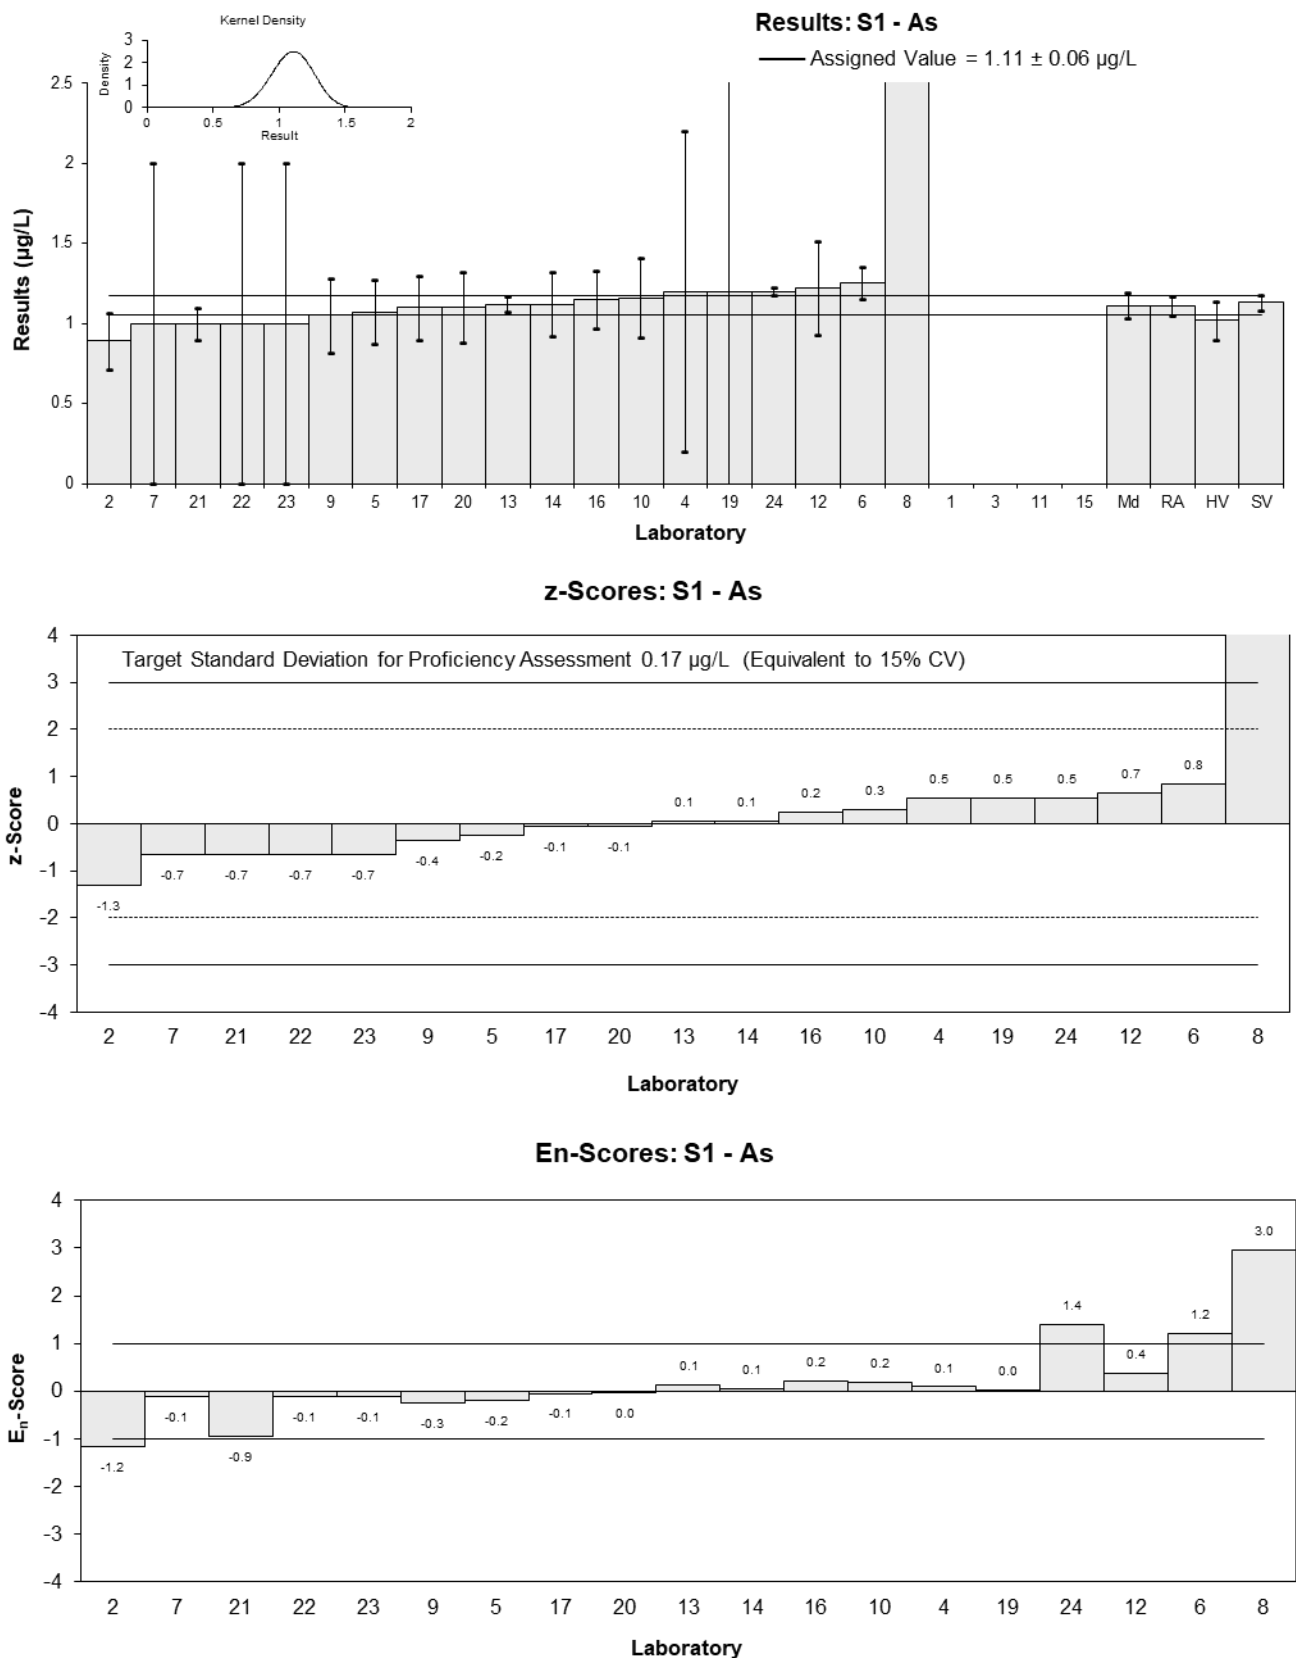 Kernel Density
3
2
1
0
Density
0 0.5 1 1.5 2
Result
Results: S1 - As
Assigned Value = 1.11 ± 0.06 µg/L
2.5
2
1.5
1
0.5
0
Results (µg/L)
2 7 21 22 23 9 5 17 20 13 14 16 10 4 19 24 12 6 8 1 3 11 15 Md RA HV SV
Laboratory
z-Scores: S1 - As
Target Standard Deviation for Proficiency Assessment 0.17 µg/L (Equivalent to 15% CV)
4
3
2
1
0
-1
-2
-3
-4
z-Score
-1.3 -0.7 -0.7 -0.7 -0.7 -0.4 -0.2 -0.1 -0.1 0.1 0.1 0.2 0.3 0.5 0.5 0.5 0.7 0.8
2 7 21 22 23 9 5 17 20 13 14 16 10 4 19 24 12 6 8
Laboratory
En-Scores: S1 - As
4
3
2
1
0
-1
-2
-3
-4
En-Score
-1.2 -0.1 -0.9 -0.1 -0.1 -0.3 -0.2 -0.1 0.0 0.1 0.1 0.2 0.2 0.1 0.0 1.4 0.4 1.2 3.0
2 7 21 22 23 9 5 17 20 13 14 16 10 4 19 24 12 6 8
Laboratory